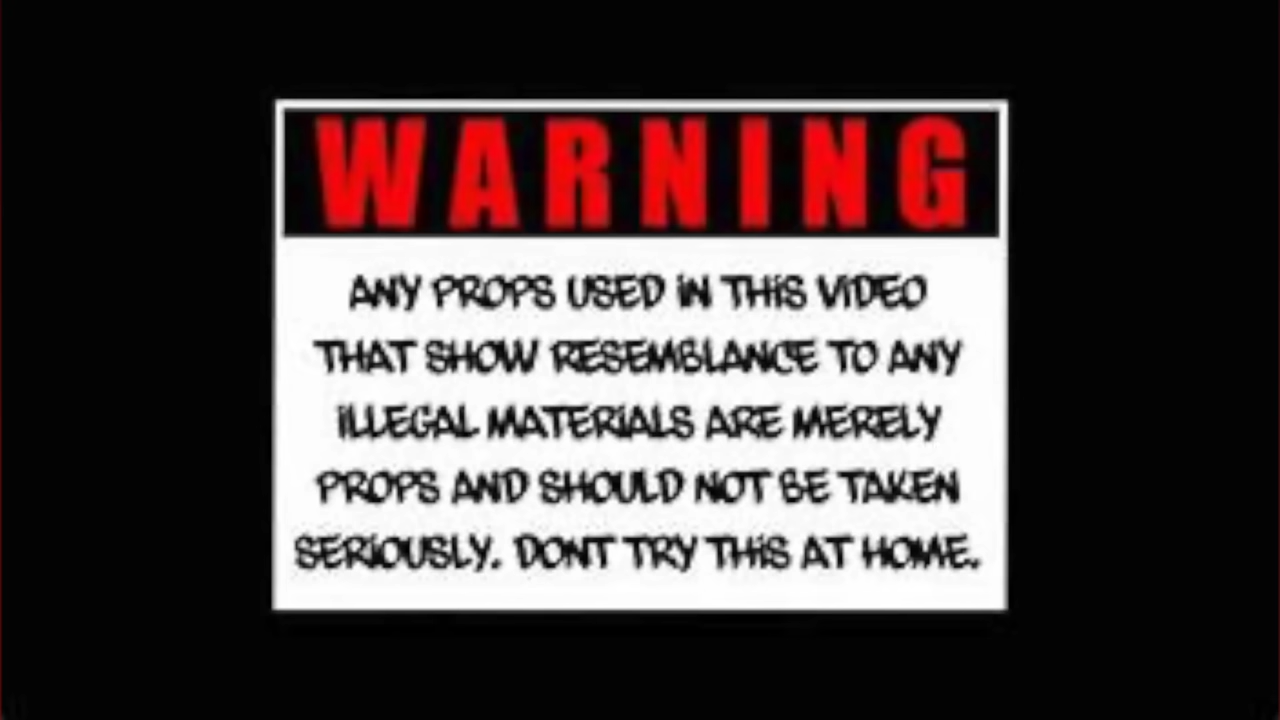 WARNING
ANY PROPS USED IN THIS VIDEO
THAT SHOW RESEMBLANCE TO ANY
ILLEGAL MATERIALS ARE MERELY
PROPS AND SHOULD NOT BE TAKEN
SERIOUSLY. DONT TRY THIS AT HOME.